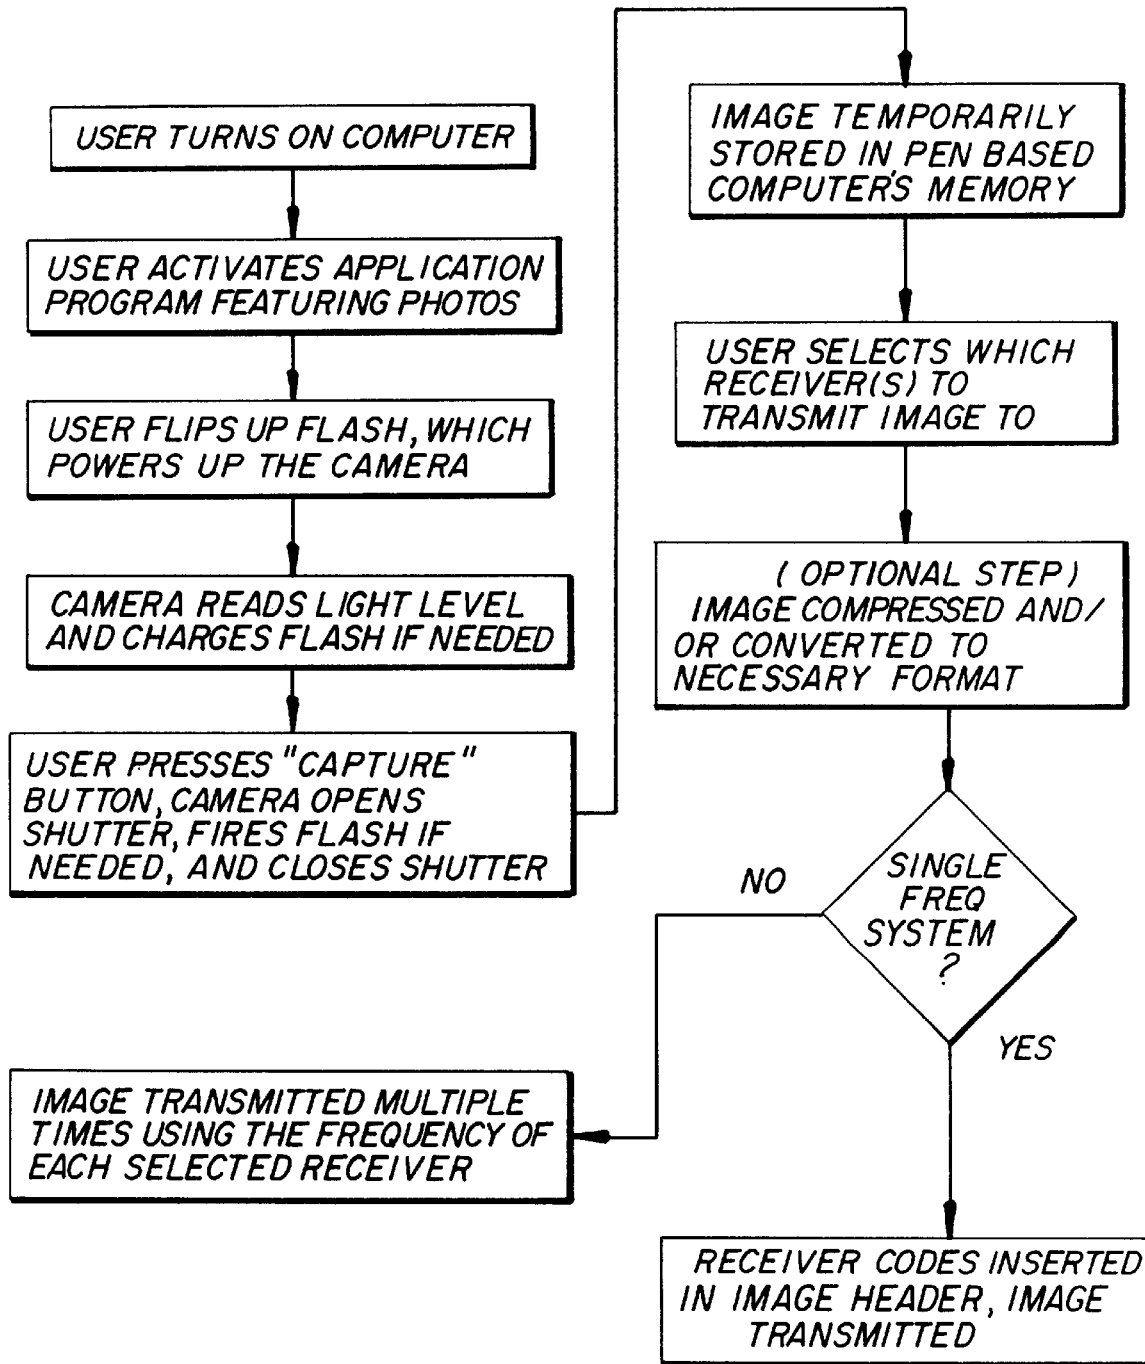 USER TURNS ON COMPUTER
USER ACTIVATES APPLICATION
PROGRAM FEATURING PHOTOS
USER FLIPS UP FLASH, WHICH
POWERS UP THE CAMERA
CAMERA READS LIGHT LEVEL
AND CHARGES FLASH IF NEEDED
USER PRESSES "CAPTURE"
BUTTON, CAMERA OPENS
SHUTTER, FIRES FLASH IF
NEEDED, AND CLOSES SHUTTER
IMAGE TEMPORARILY
STORED IN PEN BASED
COMPUTER'S MEMORY
USER SELECTS WHICH
RECEIVER(S) TO
TRANSMIT IMAGE TO
(OPTIONAL STEP)
IMAGE COMPRESSED AND/
OR CONVERTED TO
NECESSARY FORMAT
SINGLE
FREQ
SYSTEM
?
NO
YES
IMAGE TRANSMITTED MULTIPLE
TIMES USING THE FREQUENCY OF
EACH SELECTED RECEIVER
RECEIVER CODES INSERTED
IN IMAGE HEADER, IMAGE
TRANSMITTED